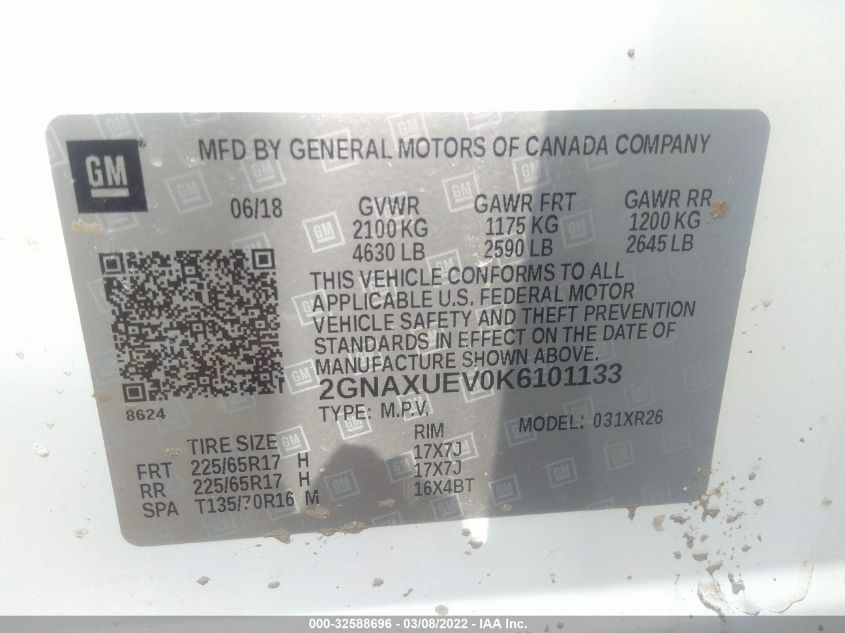 GM
MFD BY GENERAL MOTORS OF CANADA COMPANY
06/18 GVWR GAWR FRT GAWR RR
2100 KG 1175 KG 1200 KG
4630 LB 2590 LB 2645 LB
THIS VEHICLE CONFORMS TO ALL
APPLICABLE U.S. FEDERAL MOTOR
VEHICLE SAFETY AND THEFT PREVENTION
STANDARDS IN EFFECT ON THE DATE OF
MANUFACTURE SHOWN ABOVE.
2GNAXUEV0K6101133
8624
TYPE: M.P.V. MODEL: 031XR26
TIRE SIZE RIM
FRT 225/65R17 H 17X7J
RR 225/65R17 H 17X7J
SPA T135/70R16 M 16X4BT
000-32588696 - 03/08/2022 - IAA Inc.